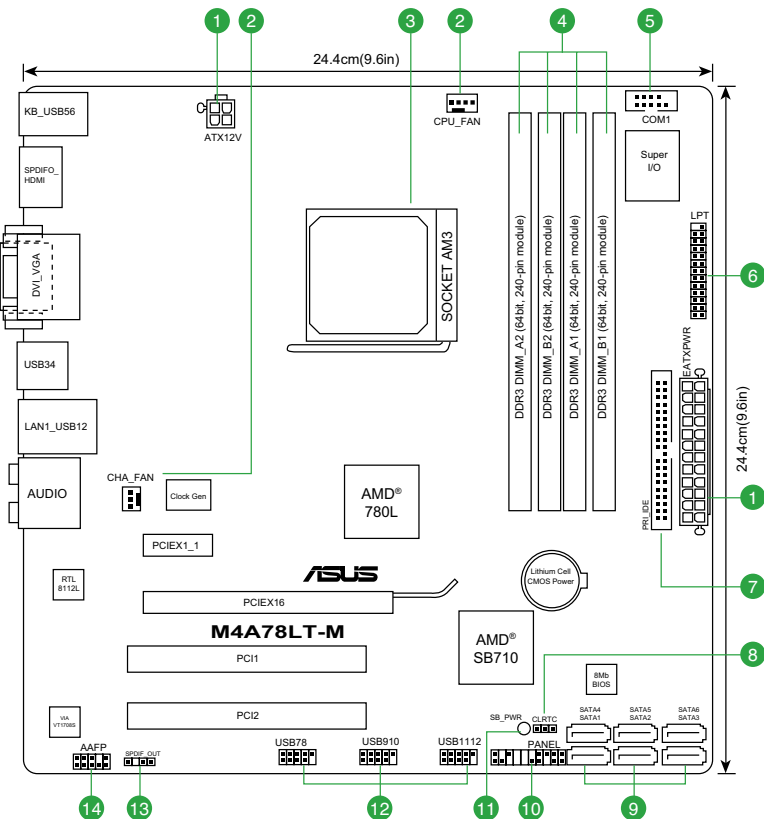 1
2
3
2
4
5
24.4cm(9.6in)
KB_USB56
ATX12V
CPU_FAN
COM1
SPDIFO_
HDMI
Super
I/O
LPT
DVI_VGA
SOCKET AM3
DDR3 DIMM_A2 (64bit, 240-pin module)
DDR3 DIMM_B2 (64bit, 240-pin module)
DDR3 DIMM_A1 (64bit, 240-pin module)
DDR3 DIMM_B1 (64bit, 240-pin module)
6
EATXPWR
24.4cm(9.6in)
USB34
LAN1_USB12
AUDIO
CHA_FAN
Clock Gen
AMD®
780L
PRI_IDE
1
PCIEX1_1
RTL
8112L
ASUS
Lithium Cell
CMOS Power
7
PCIEX16
M4A78LT-M
AMD®
SB710
PCI1
8
8Mb
BIOS
VIA
VT1708S
PCI2
SB_PWR
CLRTC
SATA4
SATA1
SATA5
SATA2
SATA6
SATA3
AAFP
SPDIF_OUT
USB78
USB910
USB1112
PANEL
14
13
12
11
10
9